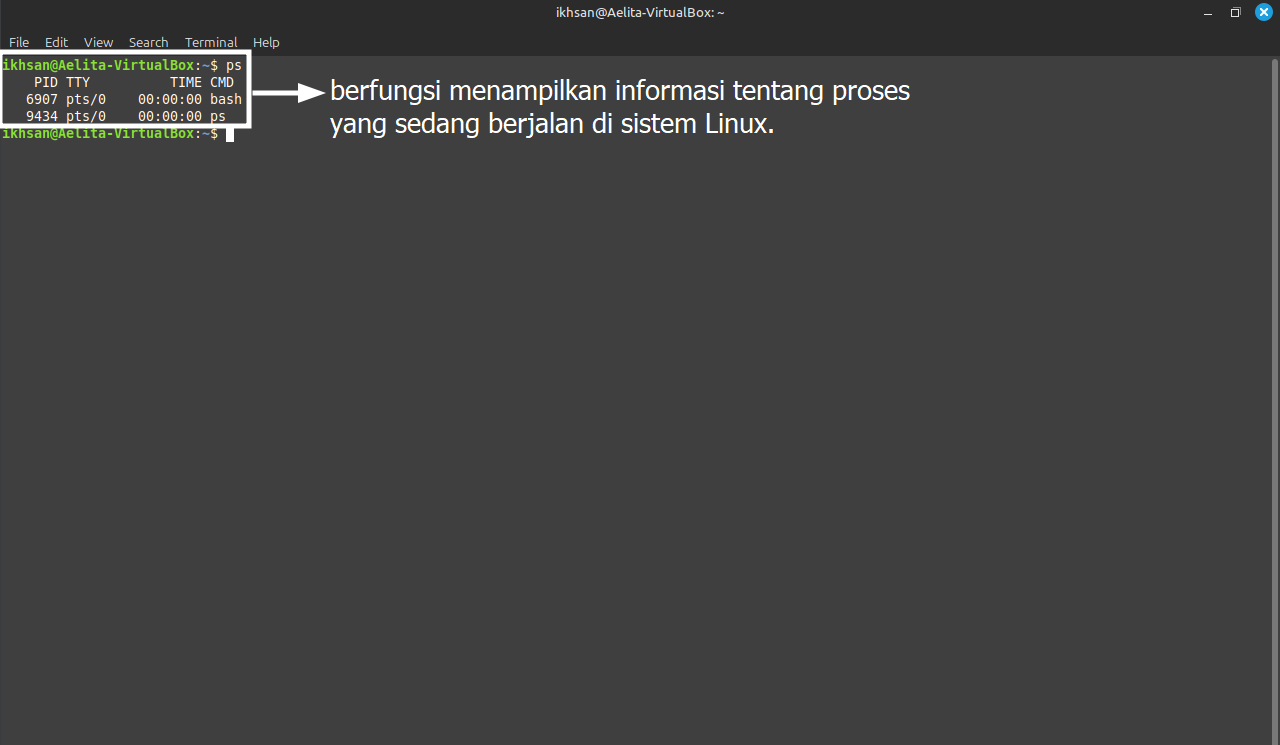 ikhsan@Aelita-VirtualBox: ~
File Edit View Search Terminal Help
ikhsan@Aelita-VirtualBox:~$ ps
PID TTY TIME CMD
6907 pts/0 00:00:00 bash
9434 pts/0 00:00:00 ps
ikhsan@Aelita-VirtualBox:~$
berfungsi menampilkan informasi tentang proses
yang sedang berjalan di sistem Linux.